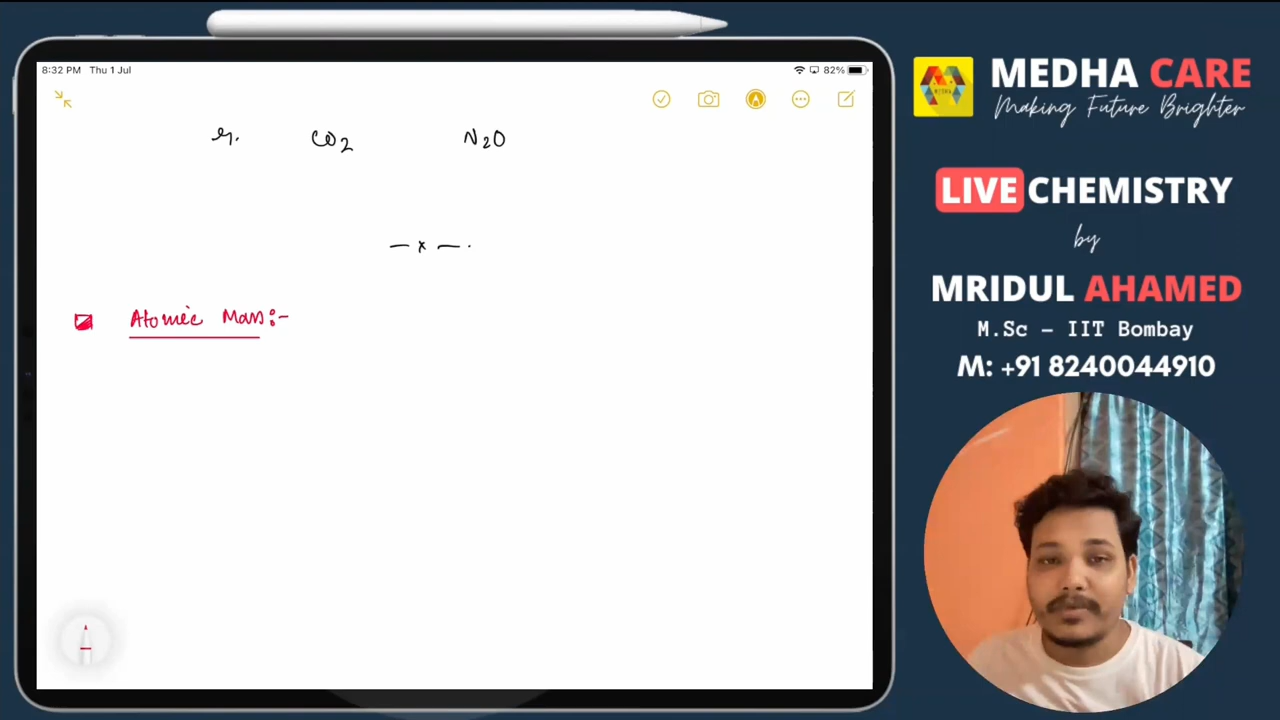 8:32 PM Thu 1 Jul
82%
CO2 N2O
— x —.
Atomic Mass:-
MEDHA CARE
Making Future Brighter
LIVE CHEMISTRY
by
MRIDUL AHAMED
M.Sc – IIT Bombay
M: +91 8240044910